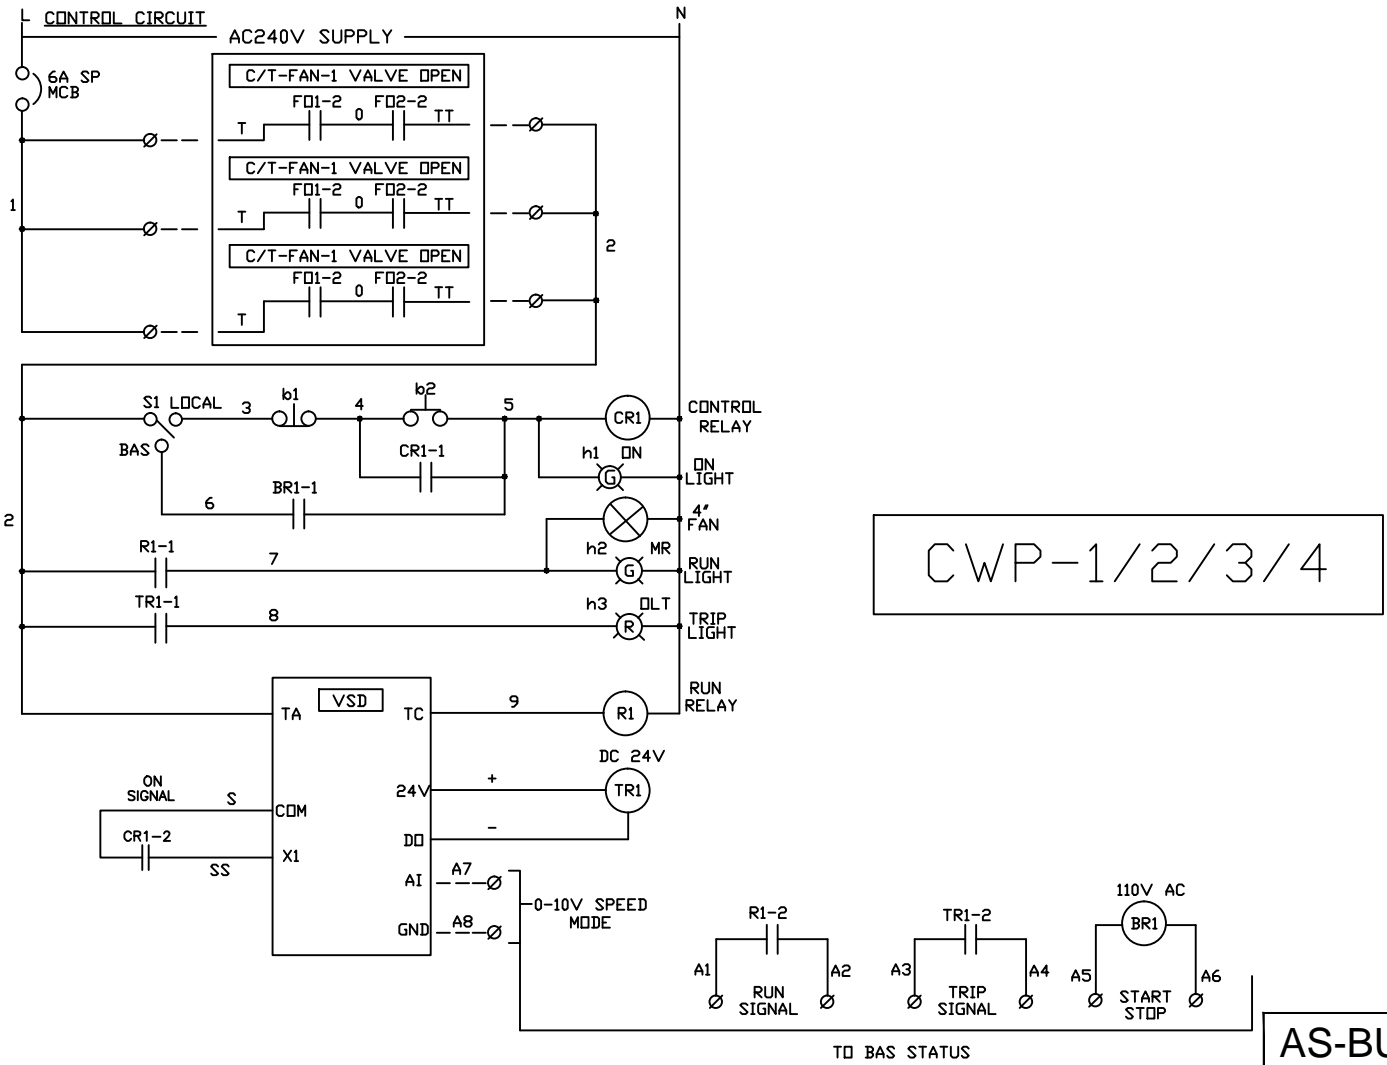 L CONTROL CIRCUIT
N
AC240V SUPPLY
6A SP
MCB
C/T-FAN-1 VALVE OPEN
FO1-2 FO2-2
T O TT
C/T-FAN-1 VALVE OPEN
FO1-2 FO2-2
T O TT
1
2
C/T-FAN-1 VALVE OPEN
FO1-2 FO2-2
T O TT
S1 LOCAL 3 b1 4 b2 5 CR1
CONTROL
RELAY
BAS
CR1-1
h1 ON
G
ON
LIGHT
BR1-1
6
2
4"
FAN
R1-1
7
h2 MR
G
RUN
LIGHT
TR1-1
8
h3 OLT
R
TRIP
LIGHT
CWP-1/2/3/4
VSD
TA TC 9 R1
RUN
RELAY
DC 24V
ON
SIGNAL
S
COM
24V + TR1
CR1-2
SS
X1
DO -
AI A7
GND A8
0-10V SPEED
MODE
R1-2
A1 A2
RUN
SIGNAL
TR1-2
A3 A4
TRIP
SIGNAL
110V AC
BR1
A5 A6
START
STOP
TO BAS STATUS
AS-BU